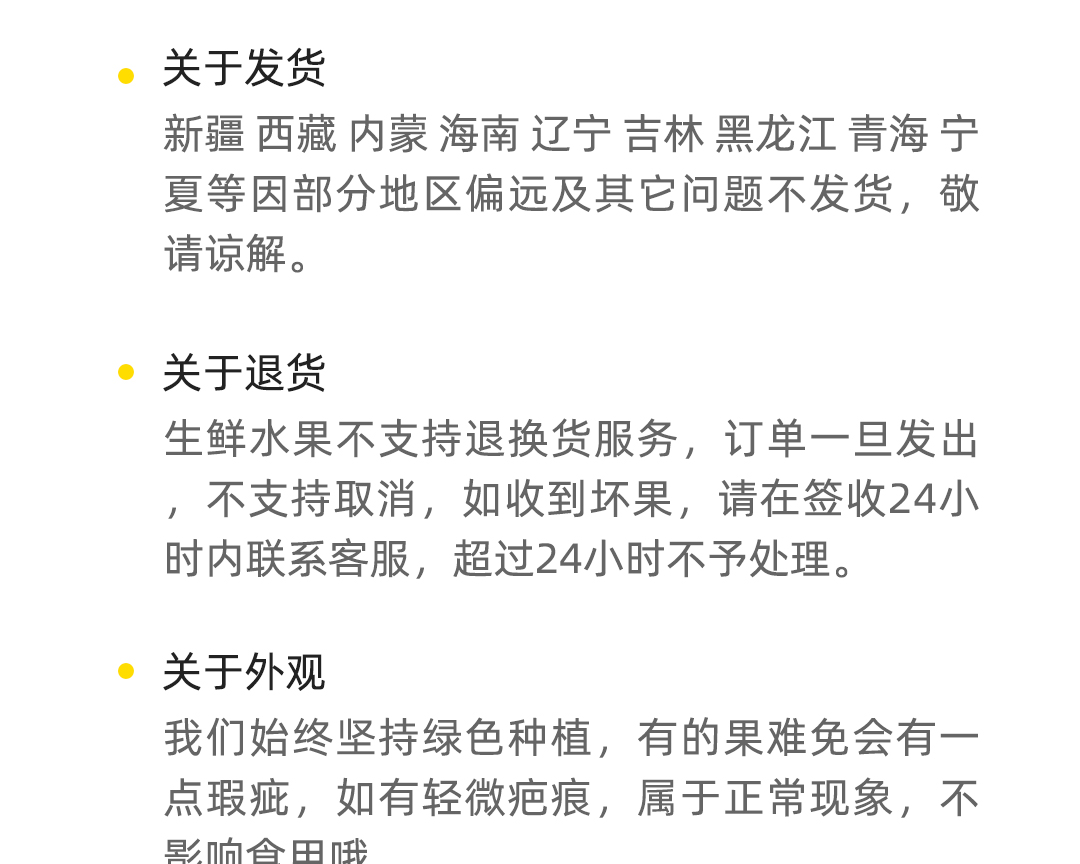 关于发货
新疆 西藏 内蒙 海南 辽宁 吉林 黑龙江 青海 宁
夏等因部分地区偏远及其它问题不发货，敬
请谅解。
关于退货
生鲜水果不支持退换货服务，订单一旦发出
，不支持取消，如收到坏果，请在签收24小
时内联系客服，超过24小时不予处理。
关于外观
我们始终坚持绿色种植，有的果难免会有一
点瑕疵，如有轻微疤痕，属于正常现象，不
影响食用哦